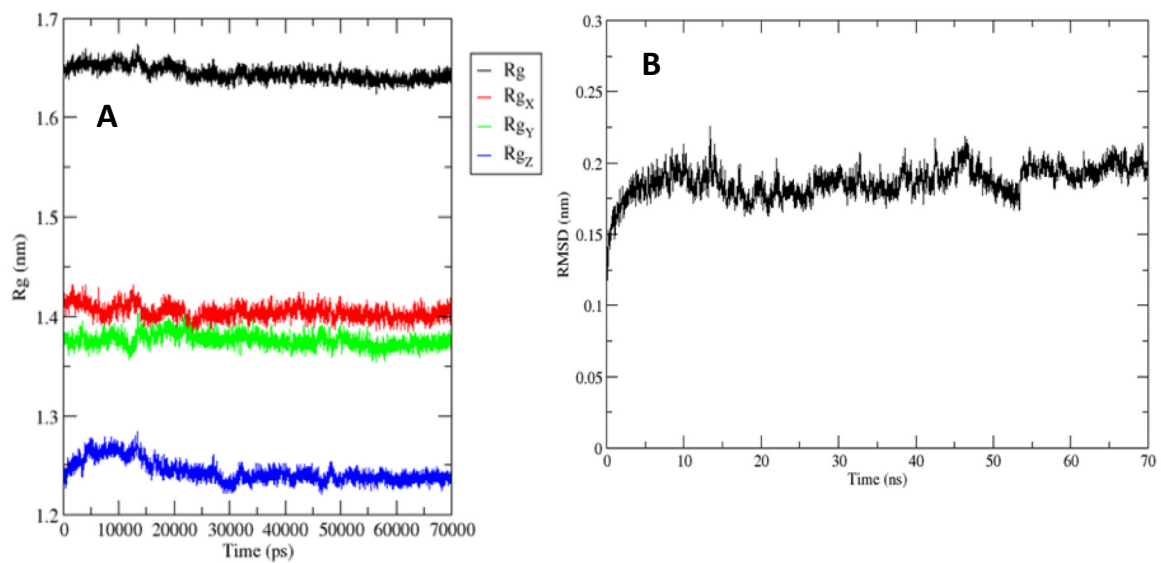 1.7
1.6
1.5
1.4
1.3
1.2
Rg (nm)
A
0 10000 20000 30000 40000 50000 60000 70000
Time (ps)
Rg
RgX
RgY
RgZ
0.3
0.25
0.2
0.15
0.1
0.05
0
RMSD (nm)
B
0 10 20 30 40 50 60 70
Time (ns)